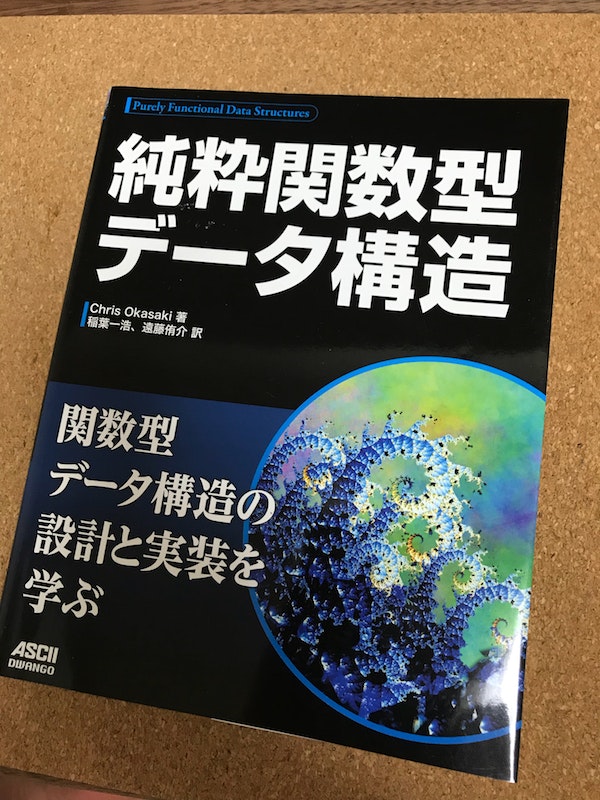 Purely Functional Data Structures
純粋関数型
データ構造
Chris Okasaki 著
稲葉一浩、遠藤侑介 訳
関数型
データ構造の
設計と実装を
学ぶ
ASCII
DWANGO